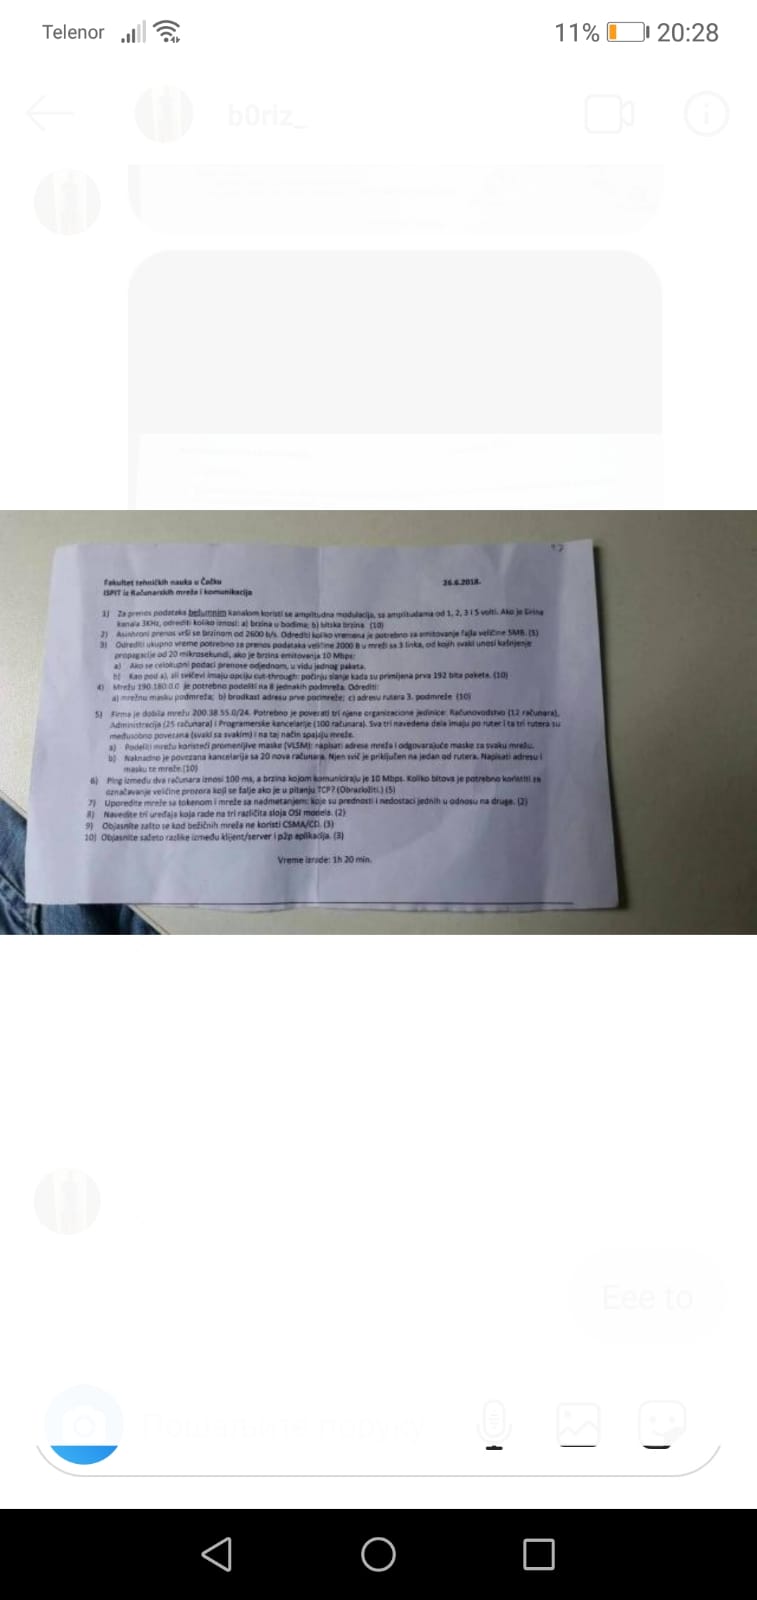 Telenor
11% 20:28
b0riz_
Fakultet tehničkih nauka u Čačku
26.6.2018.
ISPIT iz Računarskih mreža i komunikacija
1) Za prenos podataka bešumnim kanalom koristi se amplitudna modulacija, sa amplitudama od 1, 2, 3 i 5 volti. Ako je širina
kanala 3KHz, odrediti koliko iznosi: a) brzina u bodima; b) bitska brzina. (10)
2) Asinhroni prenos vrši se brzinom od 2600 b/s. Odrediti koliko vremena je potrebno za emitovanje fajla veličine 5MB. (5)
3) Odrediti ukupno vreme potrebno za prenos podataka veličine 2000 B u mreži sa 3 linka, od kojih svaki unosi kašnjenje
propagacije od 20 mikrosekundi, ako je brzina emitovanja 10 Mbps:
a) Ako se celokupni podaci prenose odjednom, u vidu jednog paketa.
b) Kao pod a), ali svičevi imaju opciju cut-through: počinju slanje kada su primljena prva 192 bita paketa. (10)
4) Mrežu 190.180.0.0 je potrebno podeliti na 8 jednakih podmreža. Odrediti:
a) mrežnu masku podmreža; b) brodkast adresu prve podmreže; c) adresu rutera 3. podmreže (10)
5) Firma je dobila mrežu 200.38.55.0/24. Potrebno je povezati tri njene organizacione jedinice: Računovodstvo (12 računara),
Administracija (25 računara) i Programerske kancelarije (100 računara). Sva tri navedena dela imaju po ruter i ta tri rutera su
međusobno povezana (svaki sa svakim) i na taj način spajaju mreže.
a) Podeliti mrežu koristeći promenljive maske (VLSM): napisati adrese mreža i odgovarajuće maske za svaku mrežu.
b) Naknadno je povezana kancelarija sa 20 novih računara. Njen svič je priključen na jedan od rutera. Napisati adresu i
masku te mreže.(10)
6) Ping između dva računara iznosi 100 ms, a brzina kojom komuniciraju je 10 Mbps. Koliko bitova je potrebno koristiti za
označavanje veličine prozora koji se šalje ako je u pitanju TCP? (Obrazložiti.) (5)
7) Uporedite mreže sa tokenom i mreže sa nadmetanjem: koje su prednosti i nedostaci jednih u odnosu na druge. (2)
8) Navedite tri uređaja koja rade na tri različita sloja OSI modela. (2)
9) Objasnite zašto se kod bežičnih mreža ne koristi CSMA/CD. (3)
10) Objasnite sažeto razlike između klijent/server i p2p aplikacija. (3)
Vreme izrade: 1h 20 min.
Eee to